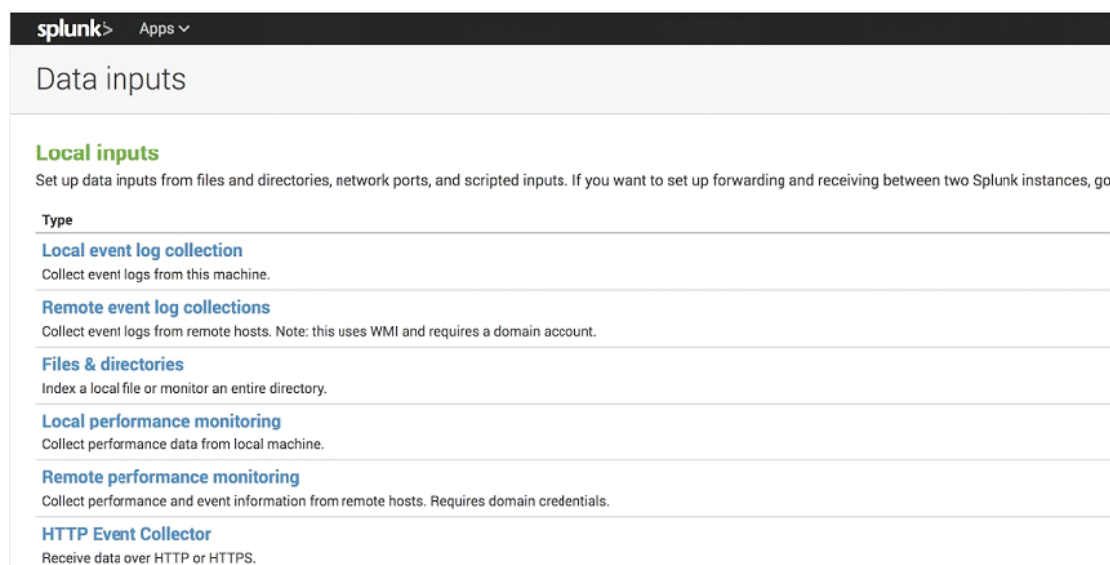 splunk> Apps
Data inputs
Local inputs
Set up data inputs from files and directories, network ports, and scripted inputs. If you want to set up forwarding and receiving between two Splunk instances, go
Type
Local event log collection
Collect event logs from this machine.
Remote event log collections
Collect event logs from remote hosts. Note: this uses WMI and requires a domain account.
Files & directories
Index a local file or monitor an entire directory.
Local performance monitoring
Collect performance data from local machine.
Remote performance monitoring
Collect performance and event information from remote hosts. Requires domain credentials.
HTTP Event Collector
Receive data over HTTP or HTTPS.